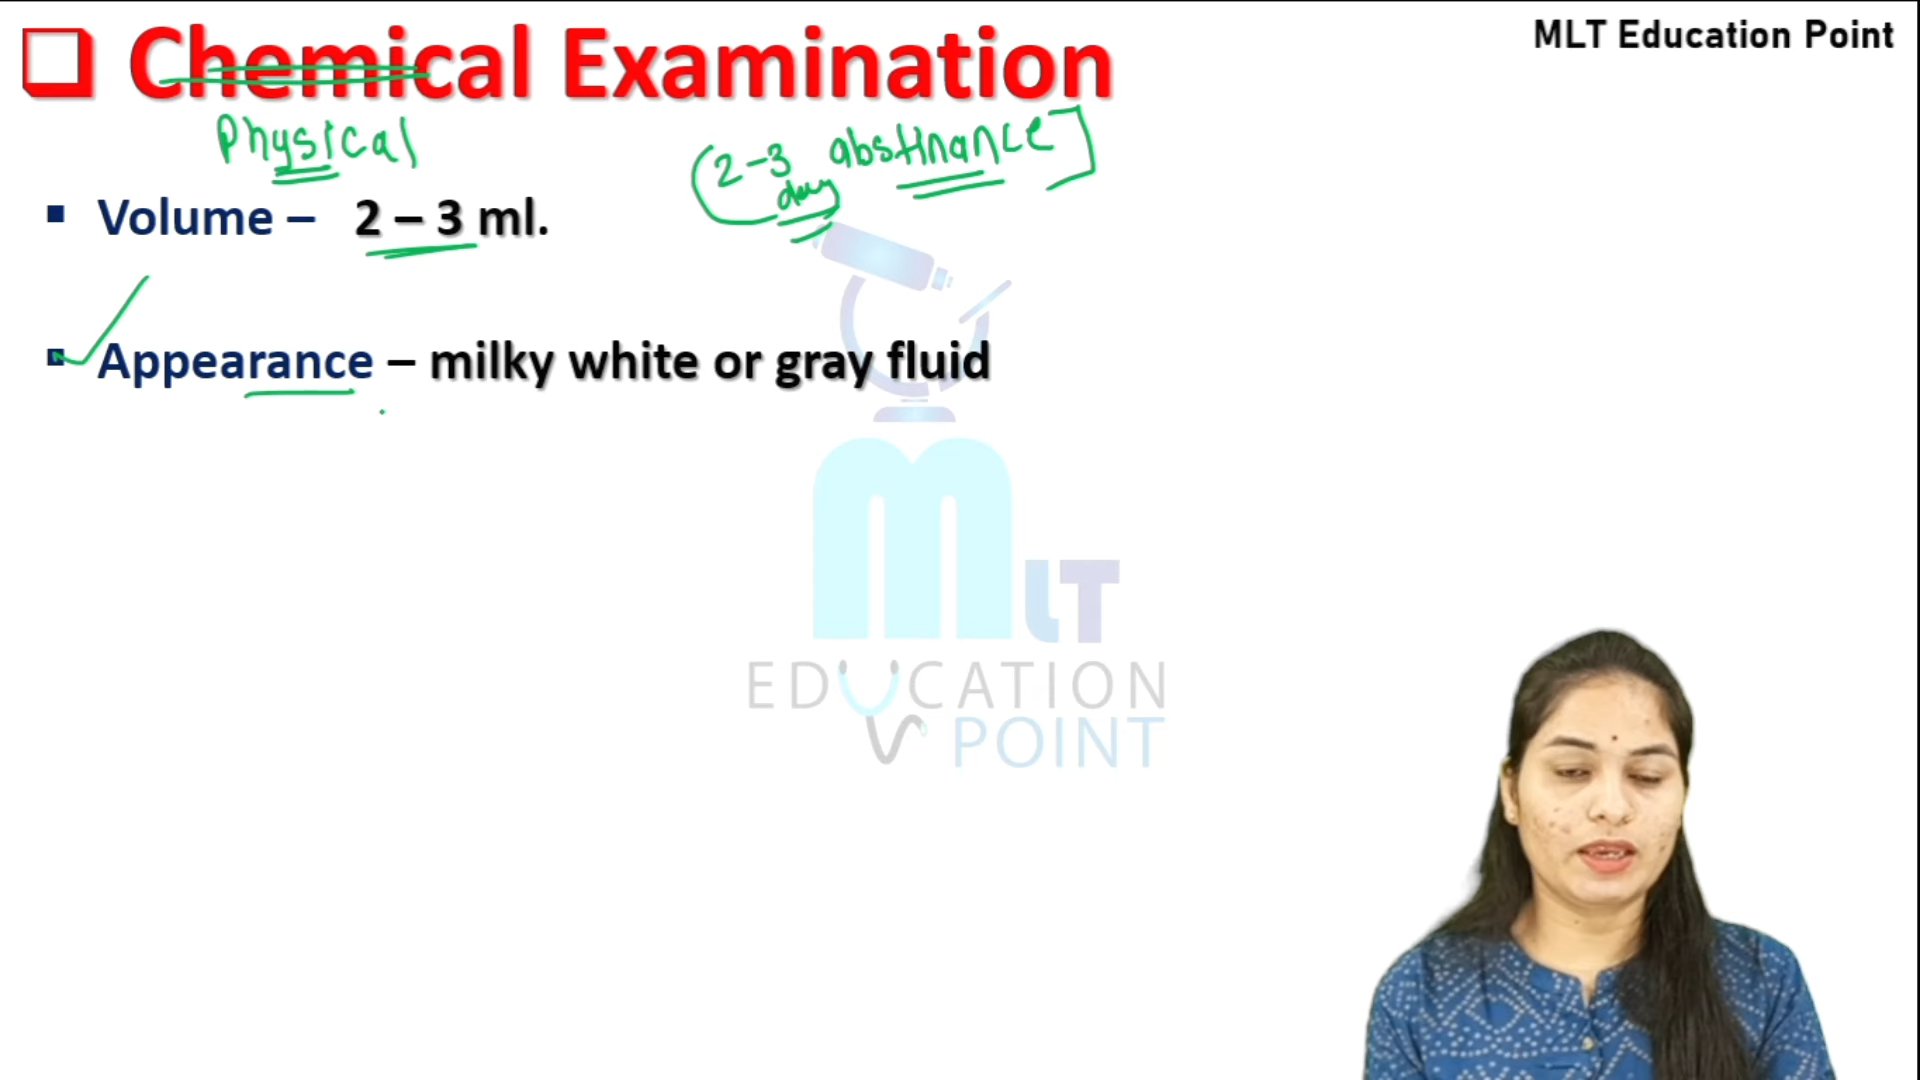 MLT Education Point
Chemical Examination
Physical
(2-3 day abstinance]
Volume – 2 – 3 ml.
Appearance – milky white or gray fluid
MLT
EDUCATION
POINT